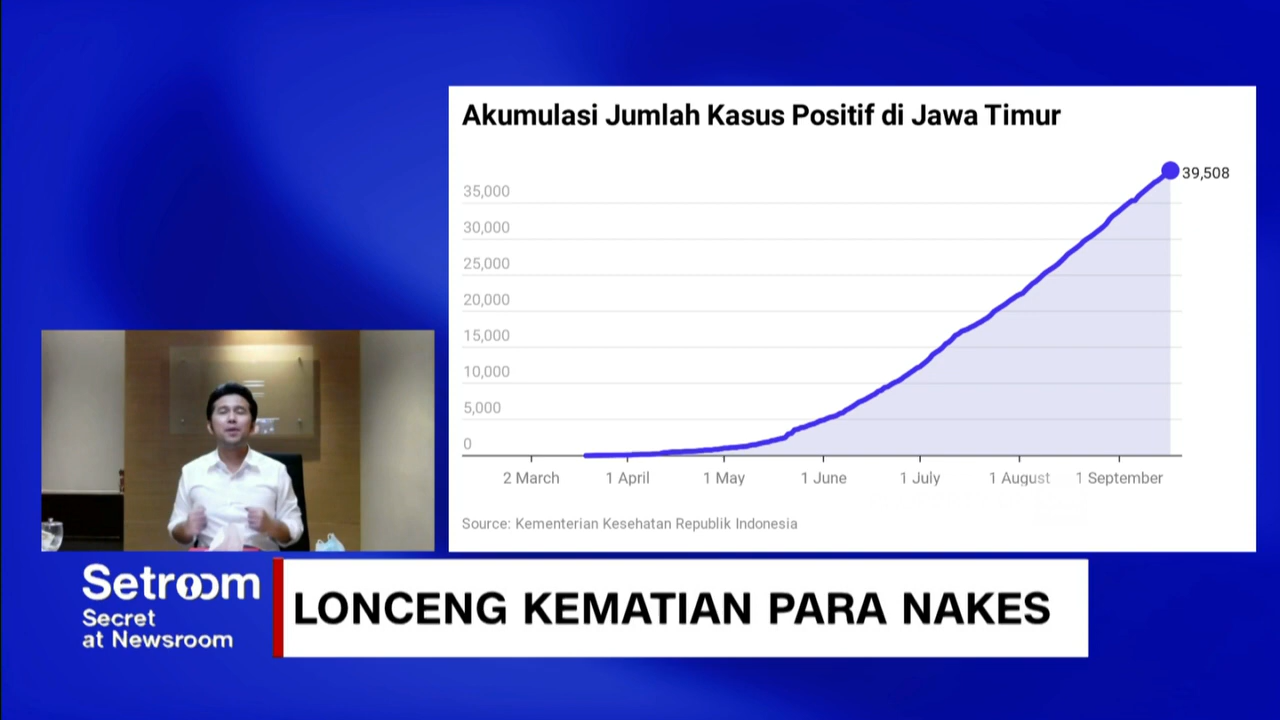 Akumulasi Jumlah Kasus Positif di Jawa Timur
39,508
35,000
30,000
25,000
20,000
15,000
10,000
5,000
0
2 March 1 April 1 May 1 June 1 July 1 August 1 September
Source: Kementerian Kesehatan Republik Indonesia
Setroom
Secret
at Newsroom
LONCENG KEMATIAN PARA NAKES